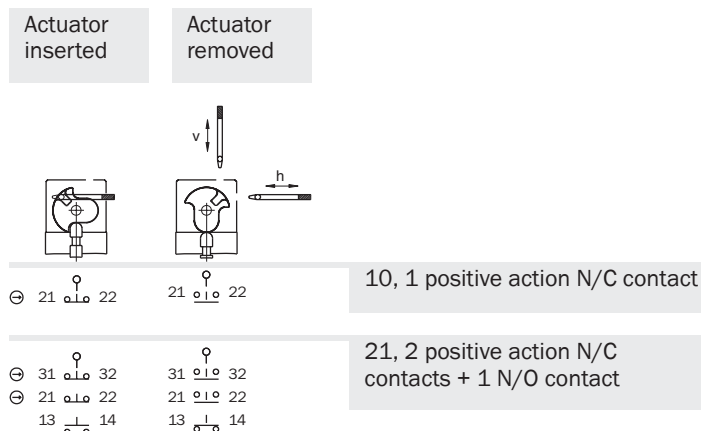 Actuator inserted
Actuator removed
v
h
21 22
21 22
10, 1 positive action N/C contact
31 32
31 32
21 22
21 22
13 14
13 14
21, 2 positive action N/C
contacts + 1 N/O contact